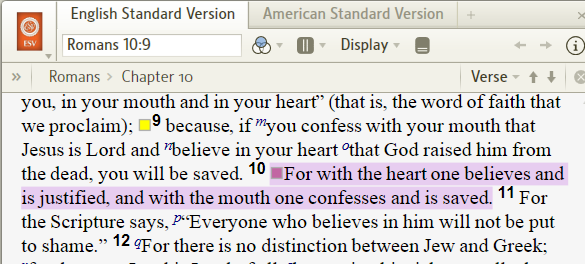 English Standard Version American Standard Version +
ESV
Romans 10:9 Display
» Romans > Chapter 10 Verse
you, in your mouth and in your heart” (that is, the word of faith that
we proclaim); 9 because, if m you confess with your mouth that
Jesus is Lord and n believe in your heart o that God raised him from
the dead, you will be saved. 10 For with the heart one believes and
is justified, and with the mouth one confesses and is saved. 11 For
the Scripture says, p “Everyone who believes in him will not be put
to shame.” 12 q For there is no distinction between Jew and Greek;